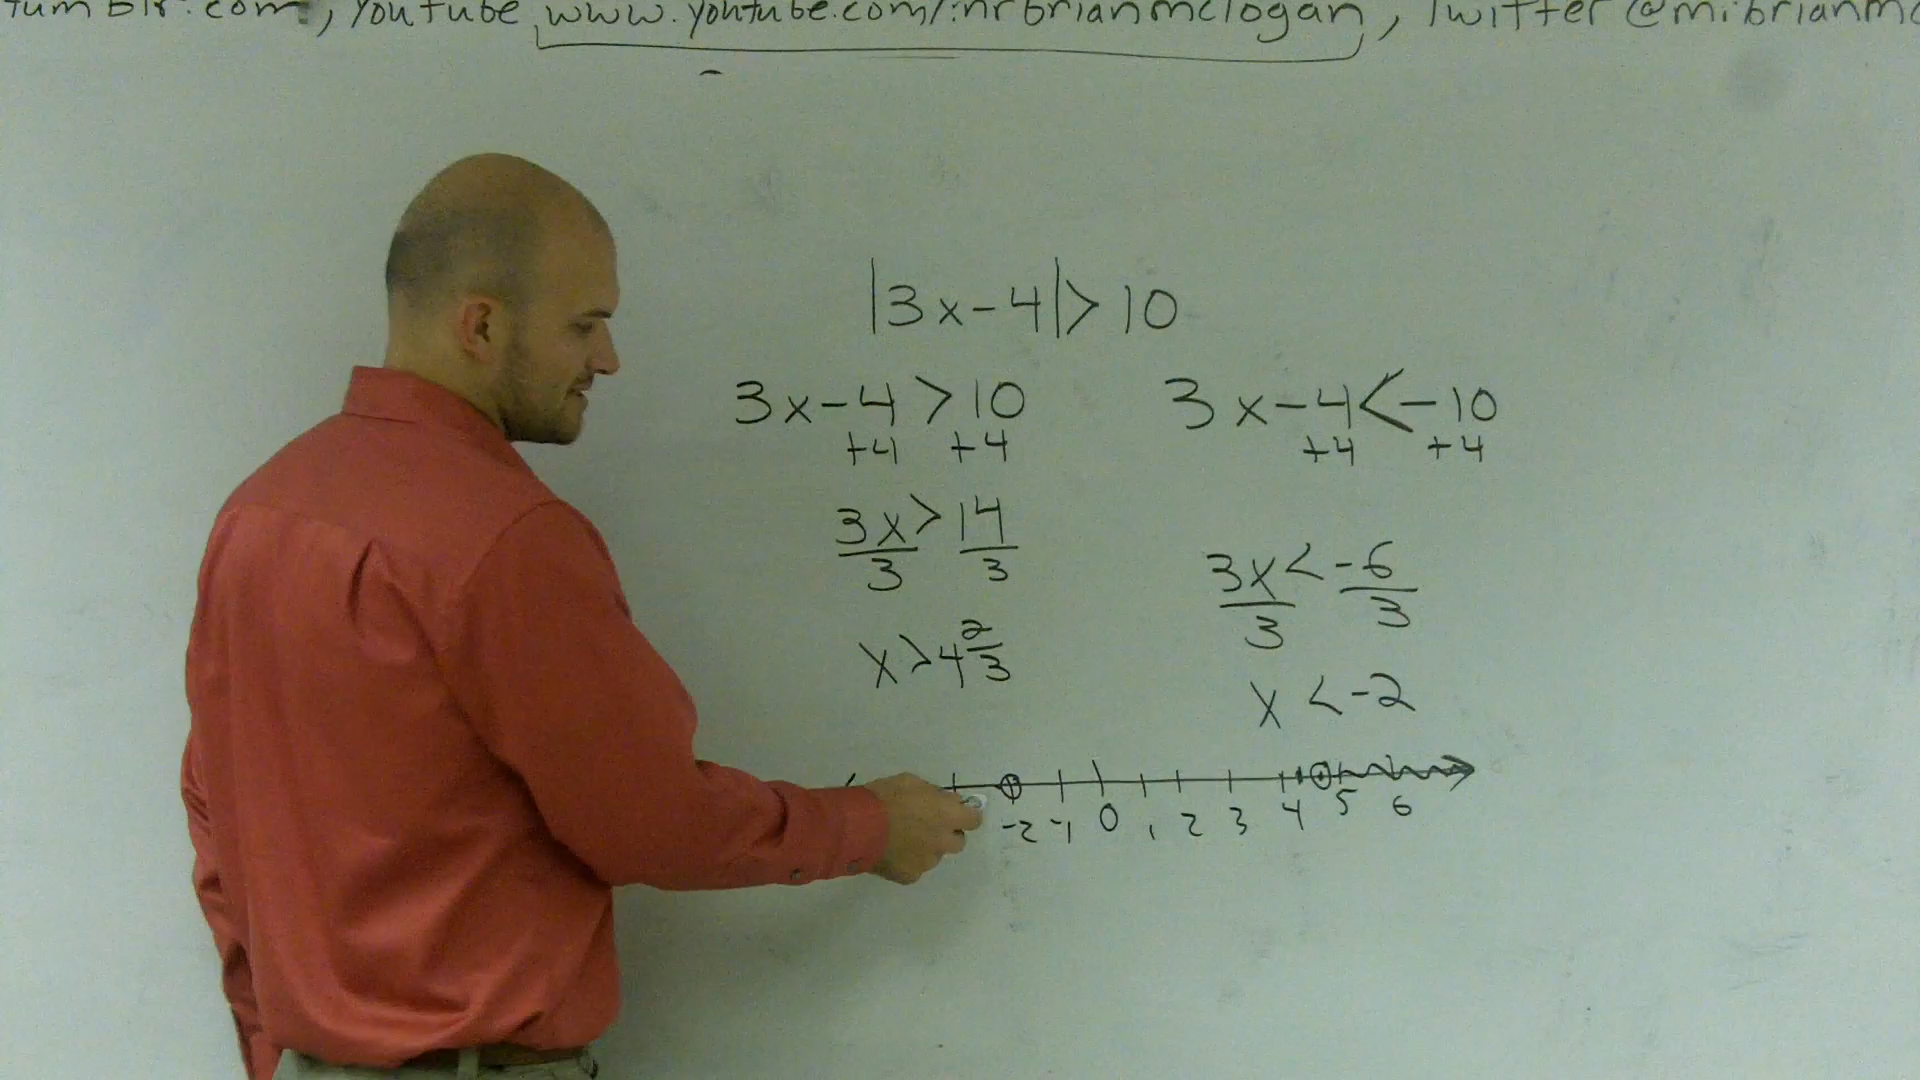 tumblr.com, Youtube www.youtube.com/mrbrianmclogan, Twitter @mrbrianmc
|3x-4|>10
3x-4>10 3x-4<-10
+4 +4 +4 +4
3x>14
3 3
3x<-6
3 3
x>4 2/3
x<-2
-2 -1 0 1 2 3 4 5 6